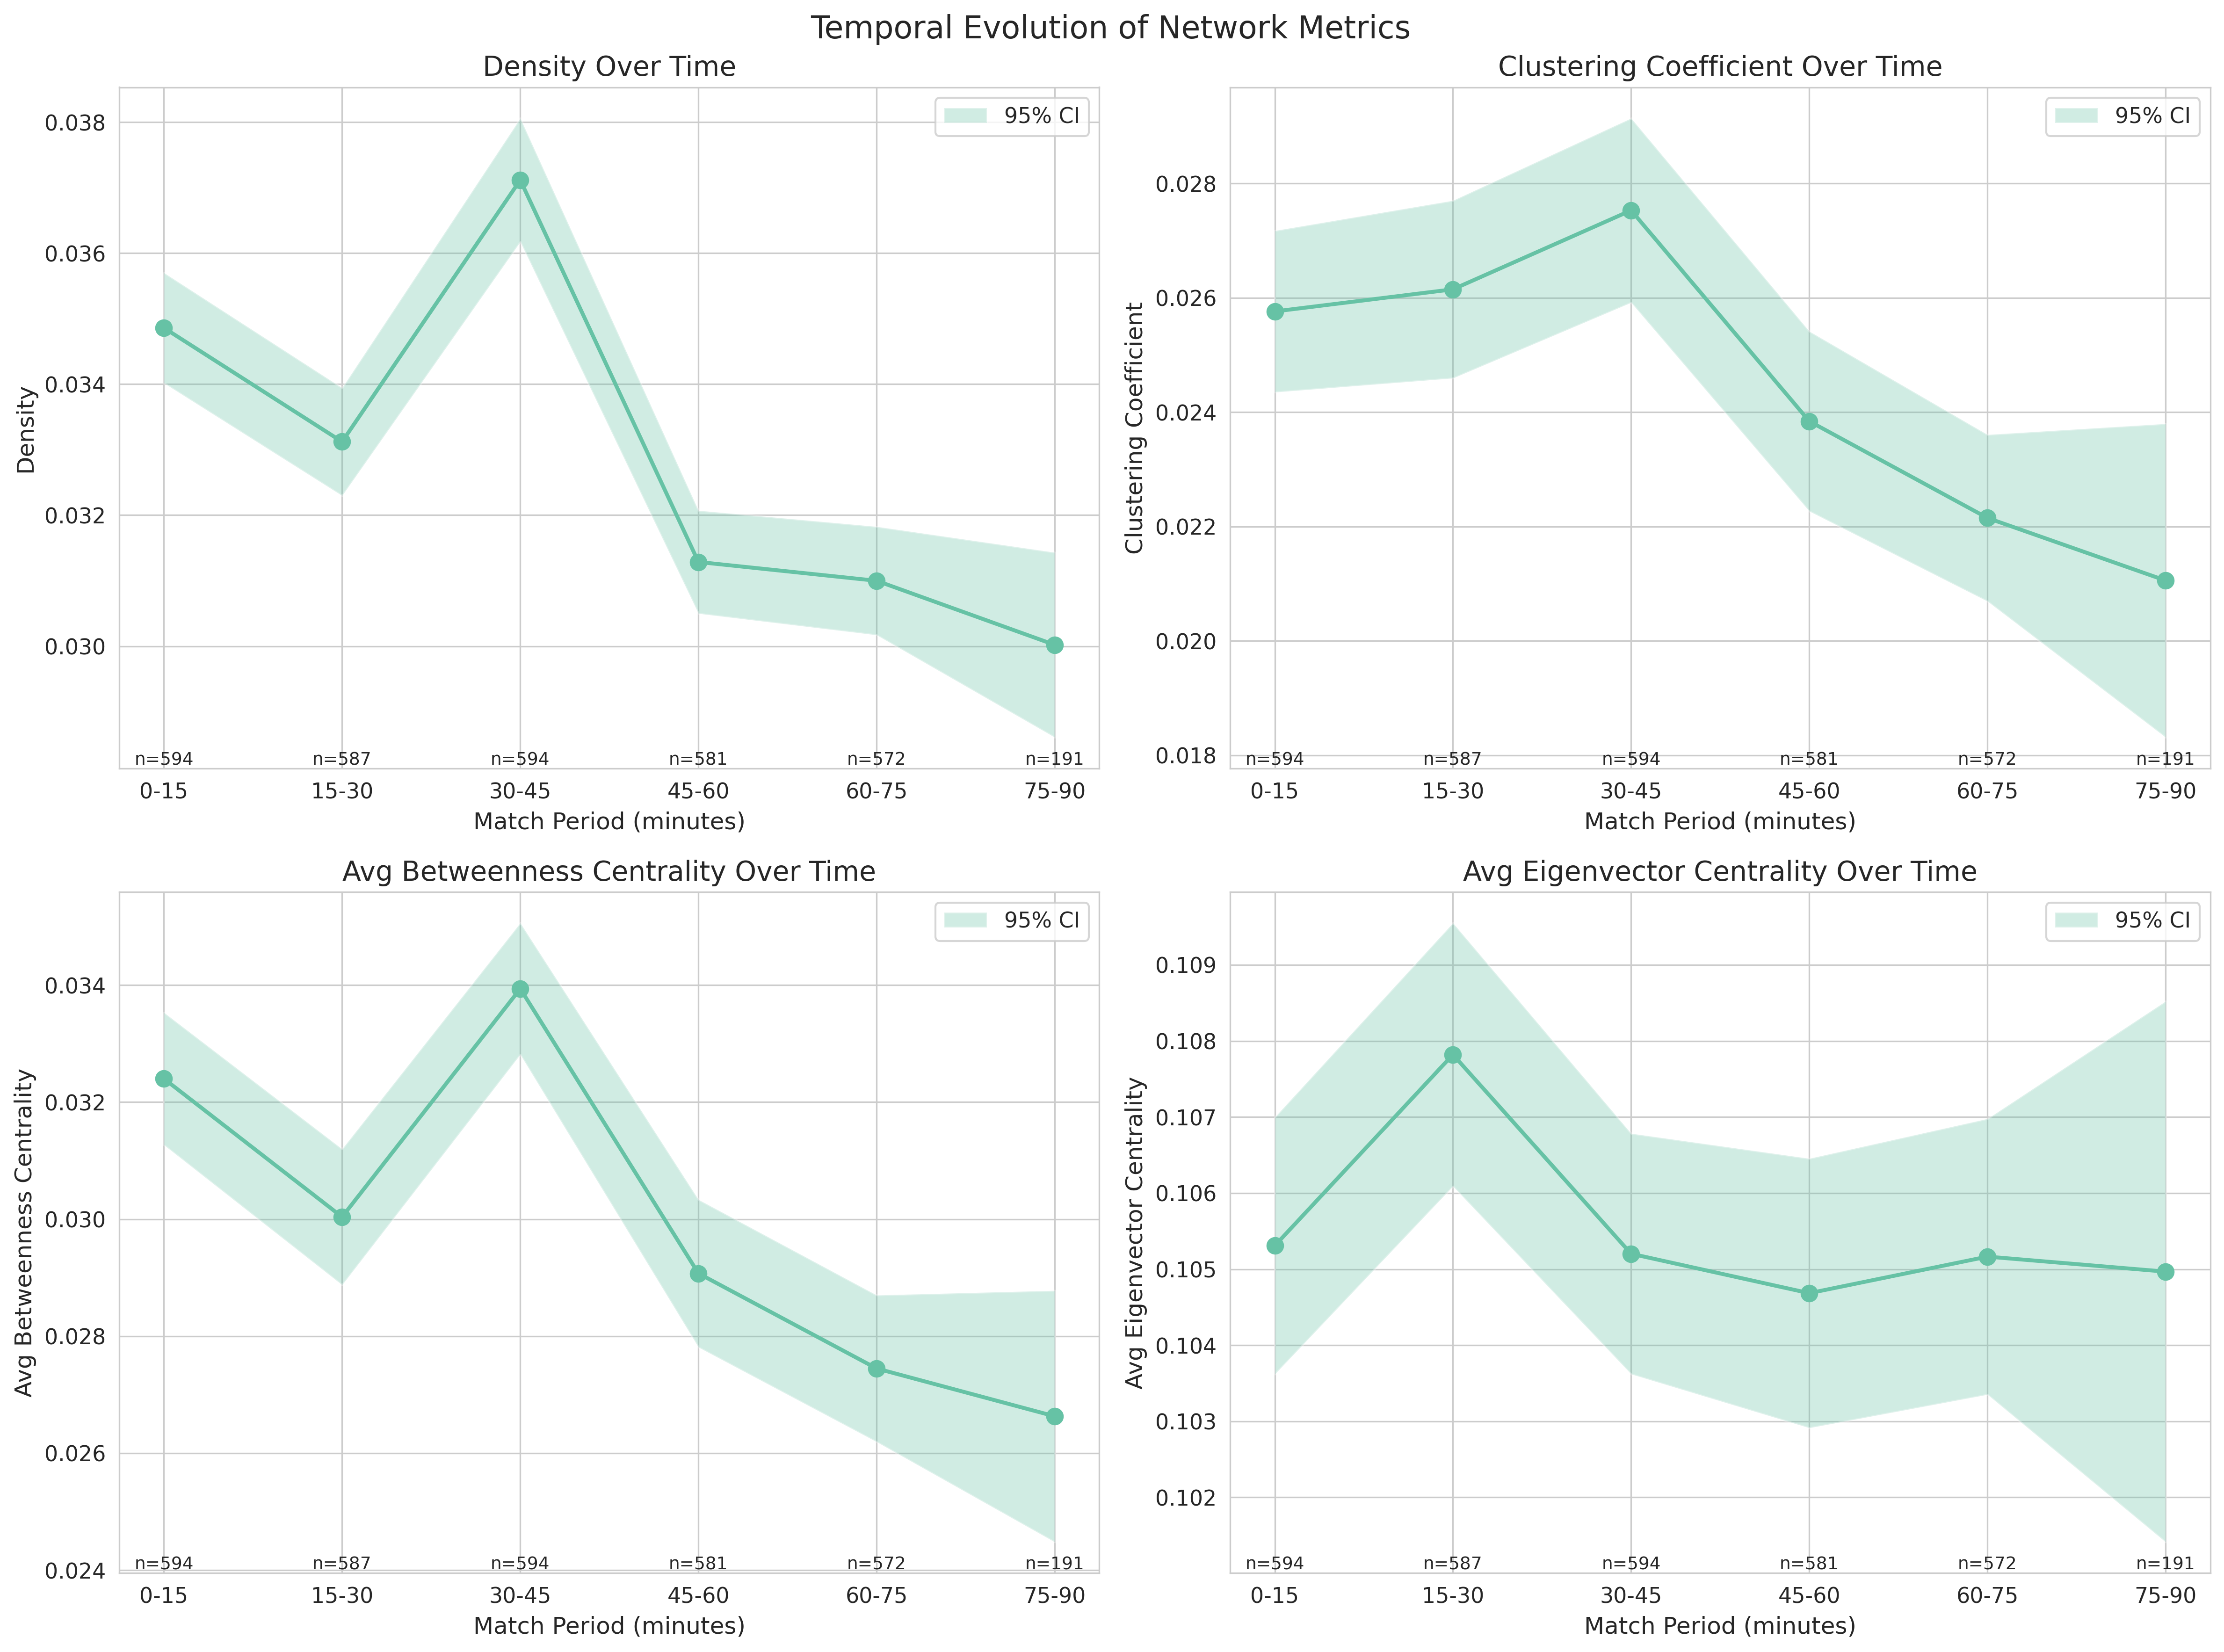 Temporal Evolution of Network Metrics
Density Over Time
95% CI
Density
0.038
0.036
0.034
0.032
0.030
n=594 n=587 n=594 n=581 n=572 n=191
0-15 15-30 30-45 45-60 60-75 75-90
Match Period (minutes)
Clustering Coefficient Over Time
95% CI
Clustering Coefficient
0.028
0.026
0.024
0.022
0.020
0.018
n=594 n=587 n=594 n=581 n=572 n=191
0-15 15-30 30-45 45-60 60-75 75-90
Match Period (minutes)
Avg Betweenness Centrality Over Time
95% CI
Avg Betweenness Centrality
0.034
0.032
0.030
0.028
0.026
0.024
n=594 n=587 n=594 n=581 n=572 n=191
0-15 15-30 30-45 45-60 60-75 75-90
Match Period (minutes)
Avg Eigenvector Centrality Over Time
95% CI
Avg Eigenvector Centrality
0.109
0.108
0.107
0.106
0.105
0.104
0.103
0.102
n=594 n=587 n=594 n=581 n=572 n=191
0-15 15-30 30-45 45-60 60-75 75-90
Match Period (minutes)